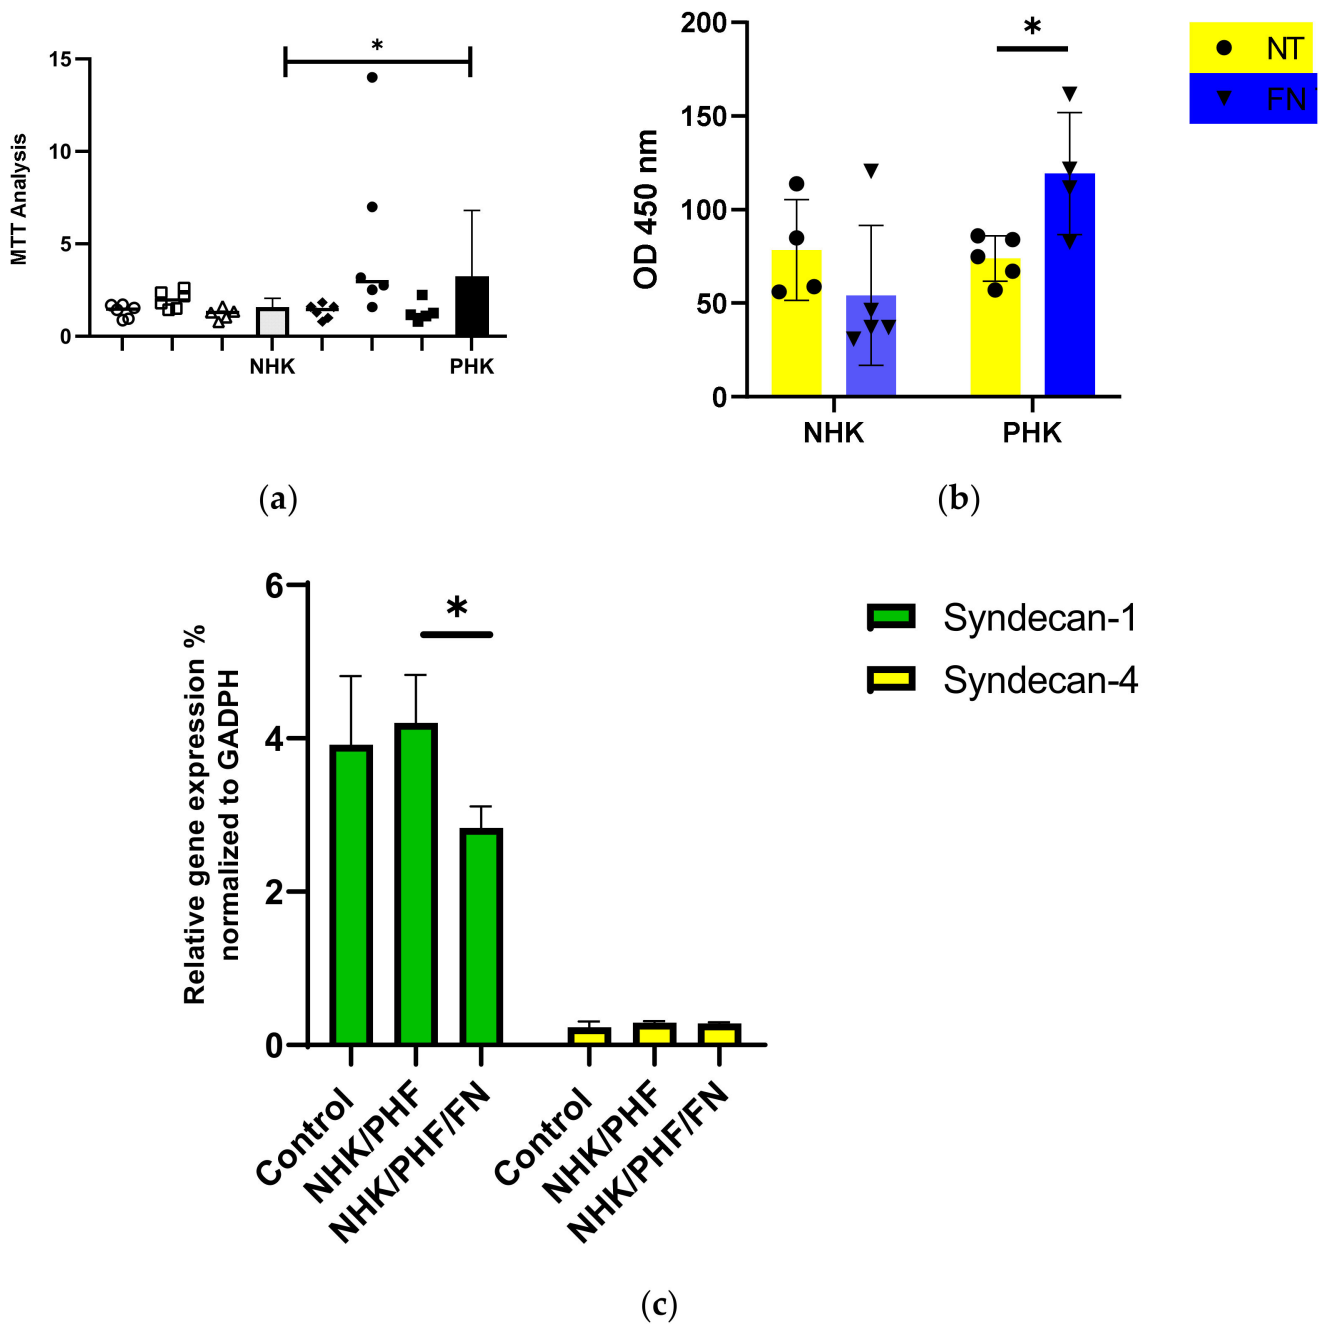 MTT Analysis
15
10
5
0
*
NHK
PHK
(a)
OD 450 nm
200
150
100
50
0
*
NHK
PHK
NT
FN
(b)
Relative gene expression %
normalized to GADPH
6
4
2
0
*
Control
NHK/PHF
NHK/PHF/FN
Control
NHK/PHF
NHK/PHF/FN
Syndecan-1
Syndecan-4
(c)